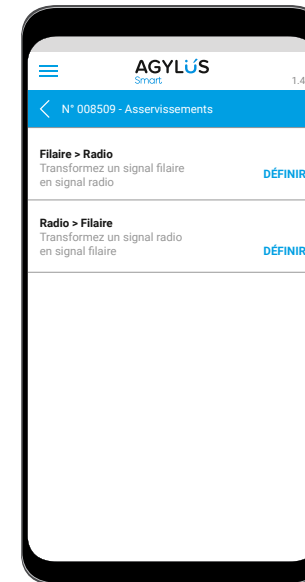 AGYLÚS
Smart
1.4
N° 008509 - Asservissements
Filaire > Radio
Transformez un signal filaire
en signal radio
DÉFINIR
Radio > Filaire
Transformez un signal radio
en signal filaire
DÉFINIR